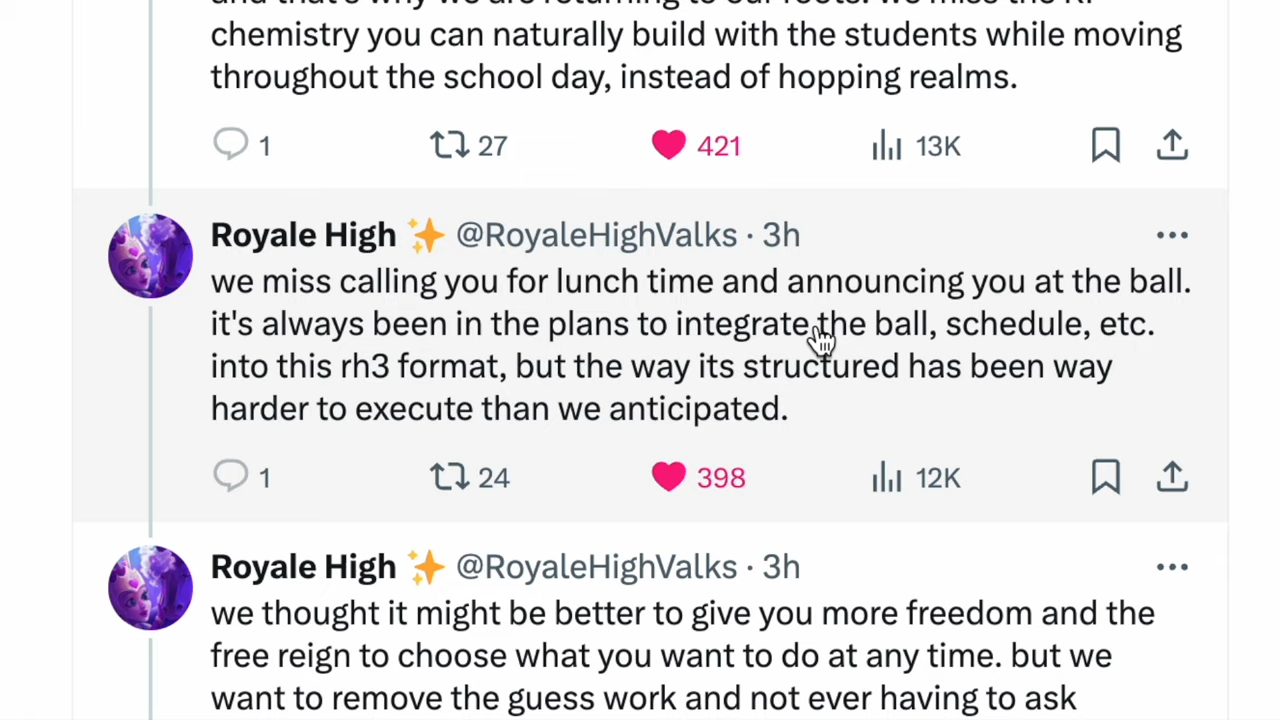 chemistry you can naturally build with the students while moving
throughout the school day, instead of hopping realms.
1 27 421 13K
Royale High ✨ @RoyaleHighValks · 3h
we miss calling you for lunch time and announcing you at the ball.
it's always been in the plans to integrate the ball, schedule, etc.
into this rh3 format, but the way its structured has been way
harder to execute than we anticipated.
1 24 398 12K
Royale High ✨ @RoyaleHighValks · 3h
we thought it might be better to give you more freedom and the
free reign to choose what you want to do at any time. but we
want to remove the guess work and not ever having to ask